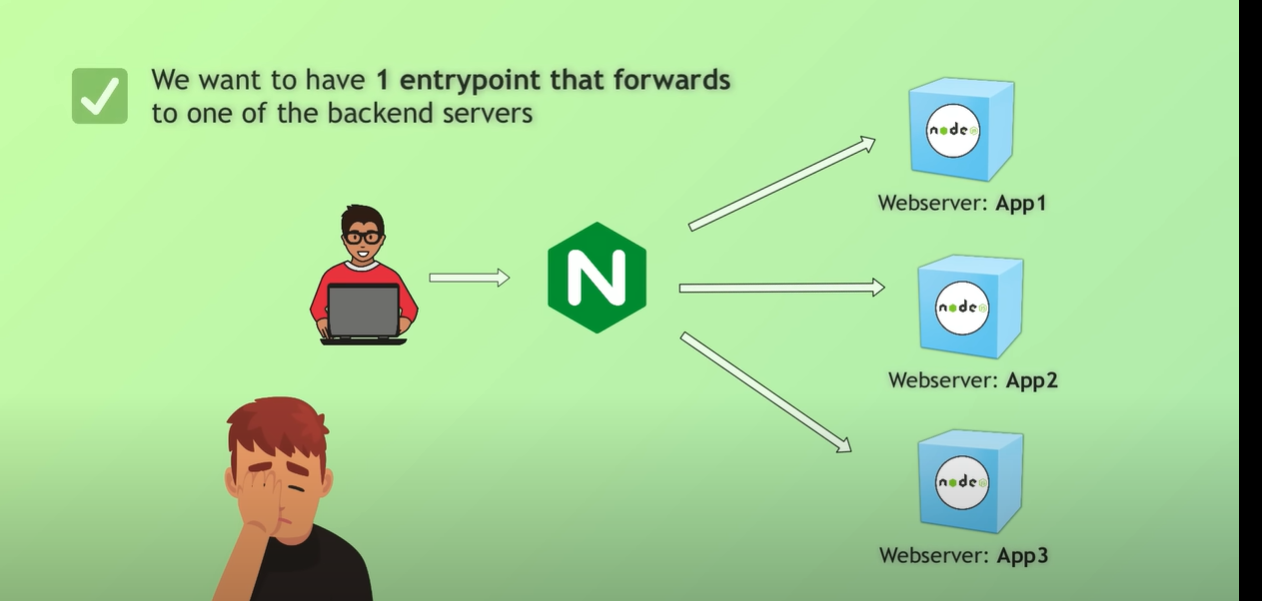 We want to have 1 entrypoint that forwards
to one of the backend servers
node
Webserver: App1
N
node
Webserver: App2
node
Webserver: App3